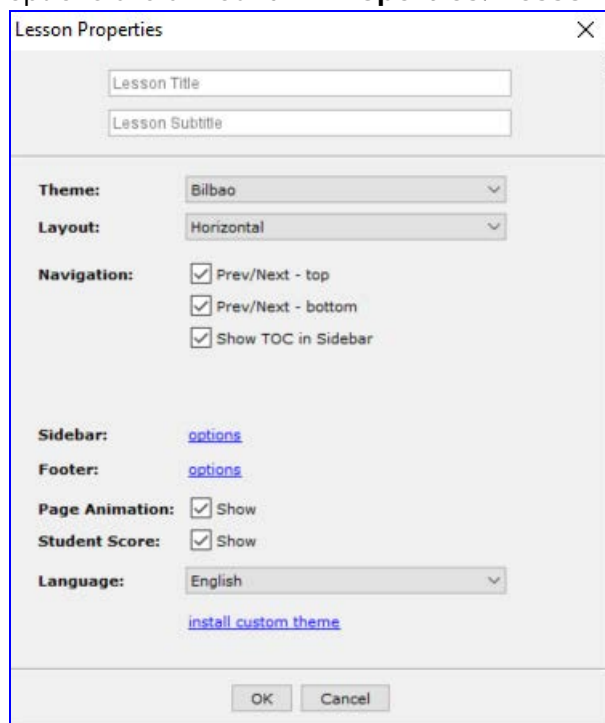 Lesson Properties
Lesson Title
Lesson Subtitle
Theme: Bilbao
Layout: Horizontal
Navigation: Prev/Next - top
Prev/Next - bottom
Show TOC in Sidebar
Sidebar: options
Footer: options
Page Animation: Show
Student Score: Show
Language: English
install custom theme
OK Cancel